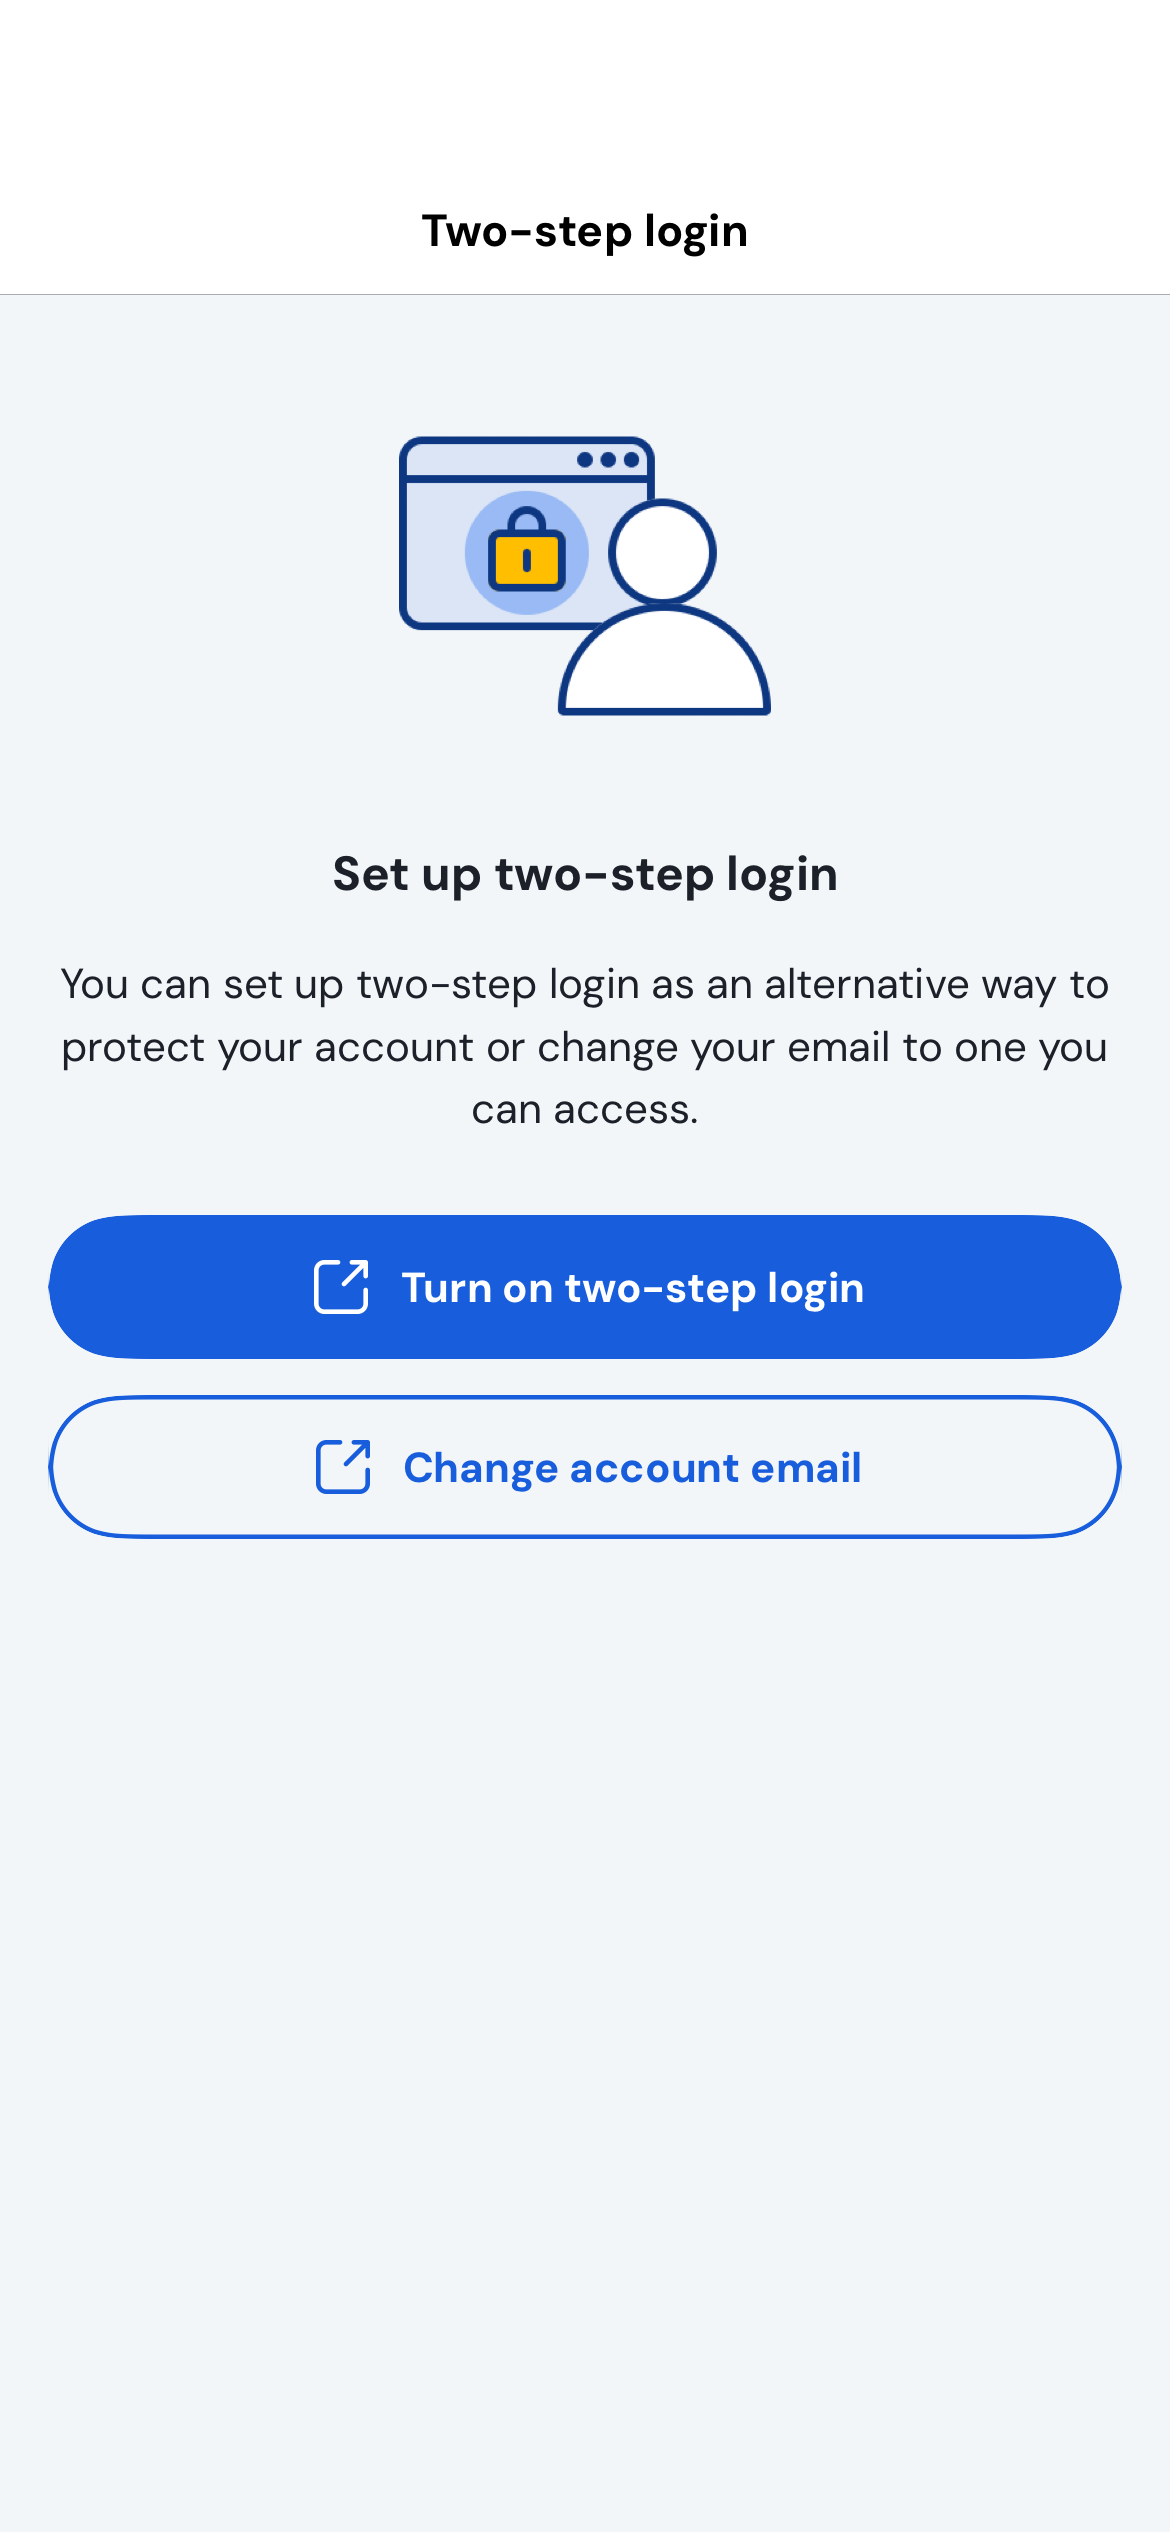 Two-step login
Set up two-step login
You can set up two-step login as an alternative way to
protect your account or change your email to one you
can access.
Turn on two-step login
Change account email